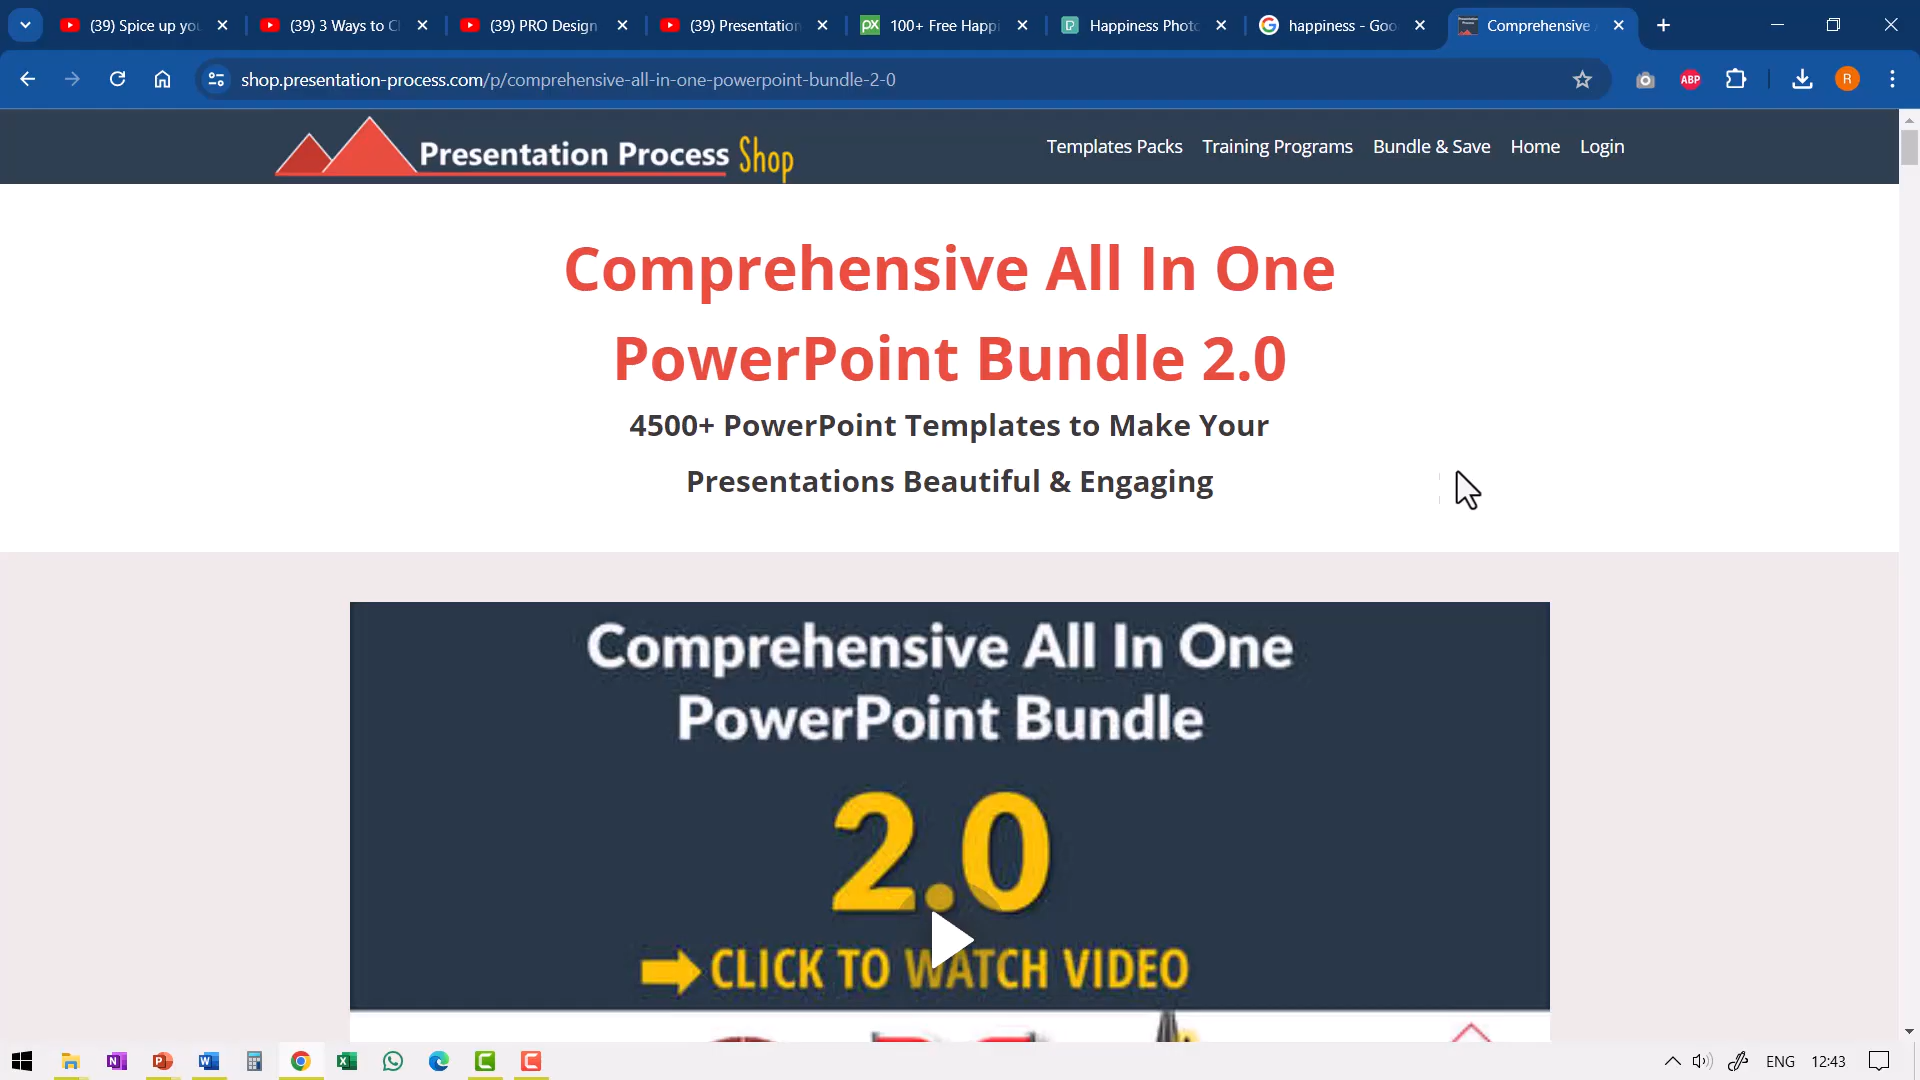 (39) Spice up you
(39) 3 Ways to Cl
(39) PRO Design
(39) Presentation
100+ Free Happi
Happiness Photo
happiness - Goo
Comprehensive
shop.presentation-process.com/p/comprehensive-all-in-one-powerpoint-bundle-2-0
ABP
R
Presentation Process Shop
Templates Packs
Training Programs
Bundle & Save
Home
Login
Comprehensive All In One
PowerPoint Bundle 2.0
4500+ PowerPoint Templates to Make Your
Presentations Beautiful & Engaging
Comprehensive All In One
PowerPoint Bundle
2.0
CLICK TO WATCH VIDEO
ENG
12:43